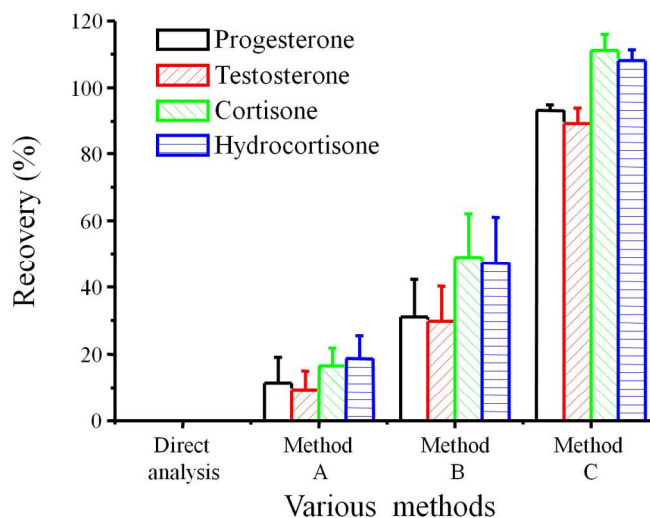 120
100
80
60
40
20
0
Recovery (%)
Progesterone
Testosterone
Cortisone
Hydrocortisone
Direct
analysis
Method
A
Method
B
Method
C
Various methods